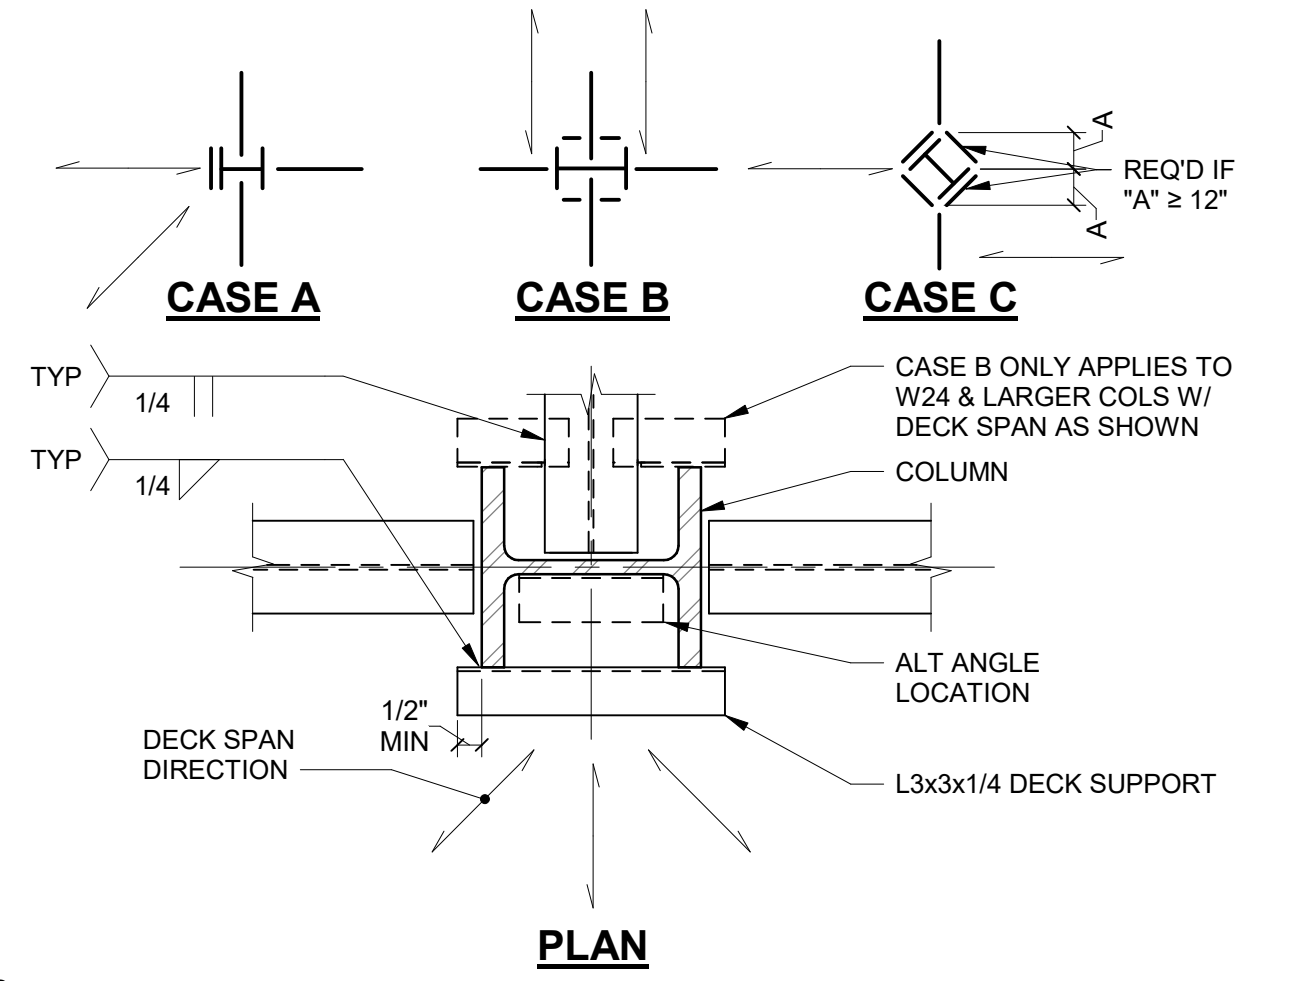 A
REQ'D IF
"A" ≥ 12"
A
CASE A
CASE B
CASE C
TYP
1/4
CASE B ONLY APPLIES TO
W24 & LARGER COLS W/
DECK SPAN AS SHOWN
TYP
1/4
COLUMN
ALT ANGLE
LOCATION
1/2"
MIN
DECK SPAN
DIRECTION
L3x3x1/4 DECK SUPPORT
PLAN